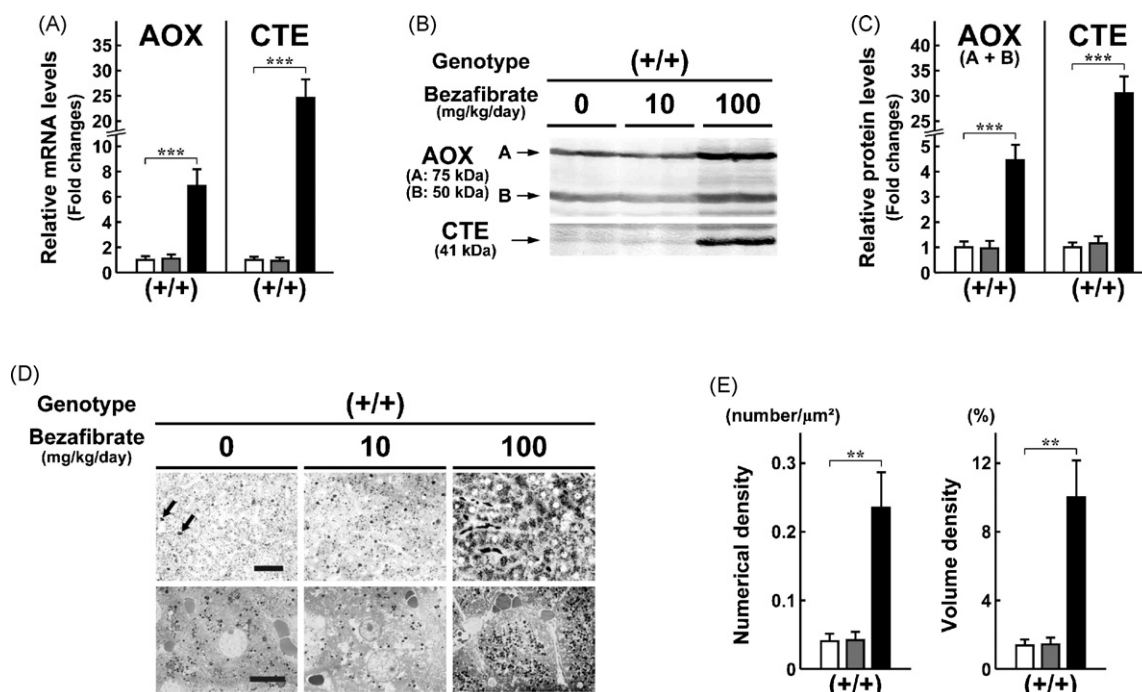 (A)
AOX CTE
Relative mRNA levels
(Fold changes)
35
30
25
20
8
6
4
2
0
***
***
(+/+) (+/+)
(B)
Genotype (+/+)
Bezafibrate 0 10 100
(mg/kg/day)
AOX A
(A: 75 kDa)
(B: 50 kDa) B
CTE
(41 kDa)
(C)
AOX CTE
(A + B)
Relative protein levels
(Fold changes)
40
35
30
25
20
6
5
4
3
2
1
0
***
***
(+/+) (+/+)
(D)
Genotype (+/+)
Bezafibrate 0 10 100
(mg/kg/day)
(E)
(number/μm²) (%)
Numerical density
0.3
0.2
0.1
0
**
(+/+)
Volume density
12
8
4
0
**
(+/+)